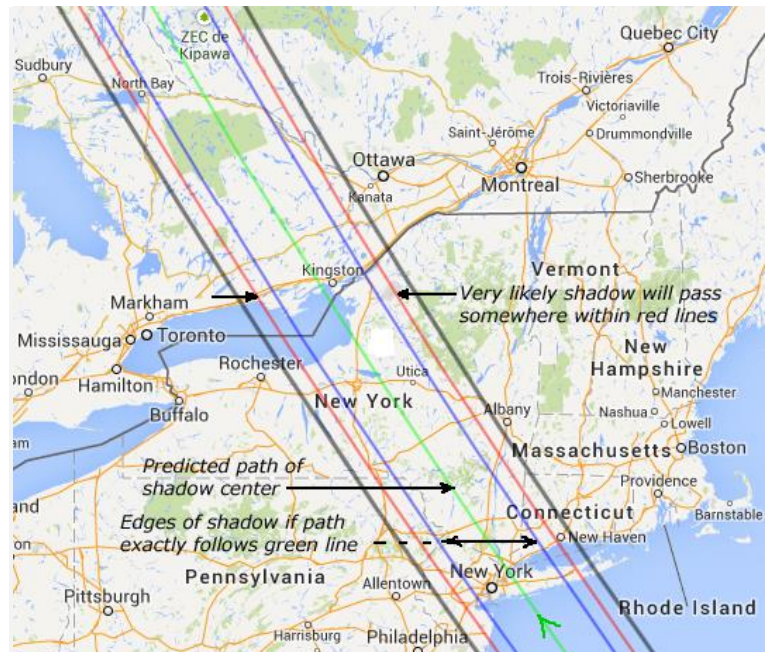 ZEC de
Kipawa
Quebec City
Sudbury
North Bay
Trois-Rivières
Victoriaville
Saint-Jérôme
Drummondville
Ottawa
Montreal
Sherbrooke
Kanata
Kingston
Vermont
Very likely shadow will pass
somewhere within red lines
Markham
Mississauga
Toronto
New
Hampshire
Rochester
Hamilton
Utica
Manchester
Buffalo
New York
Nashua
Lowell
Albany
Massachusetts
Boston
Predicted path of
shadow center
Providence
Edges of shadow if path
exactly follows green line
Connecticut
Barnstable
New Haven
Pennsylvania
New York
Allentown
Pittsburgh
Rhode Island
Harrisburg
Philadelphia